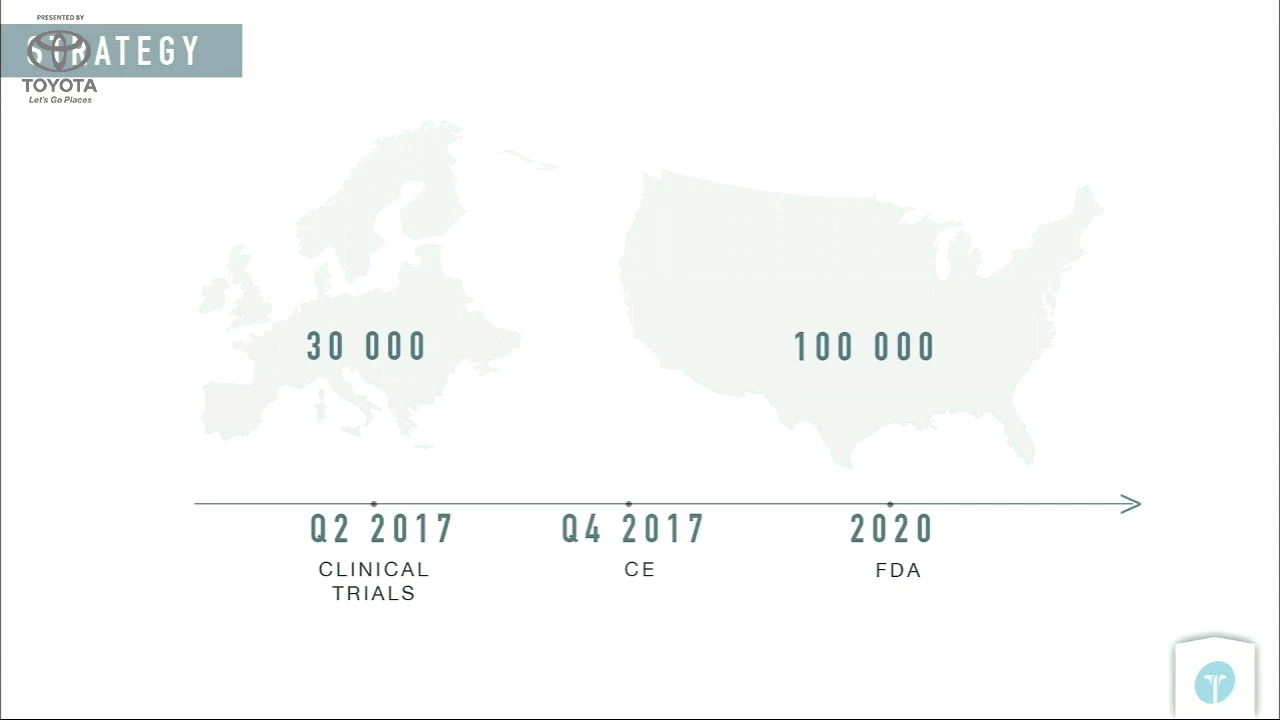 PRESENTED BY
STRATEGY
TOYOTA
Let's Go Places
30 000
100 000
Q2 2017
Q4 2017
2020
CLINICAL
TRIALS
CE
FDA